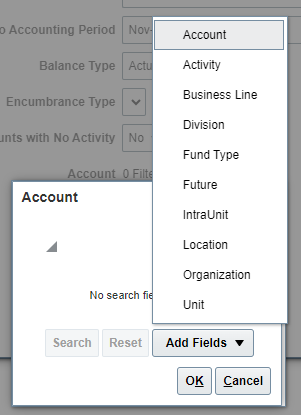 o Accounting Period Nov-
Balance Type Actu
Encumbrance Type
unts with No Activity No
Account 0 Filte
Account
Activity
Business Line
Division
Fund Type
Future
IntraUnit
Location
Organization
Unit
Account
No search fie
Search Reset Add Fields
OK Cancel